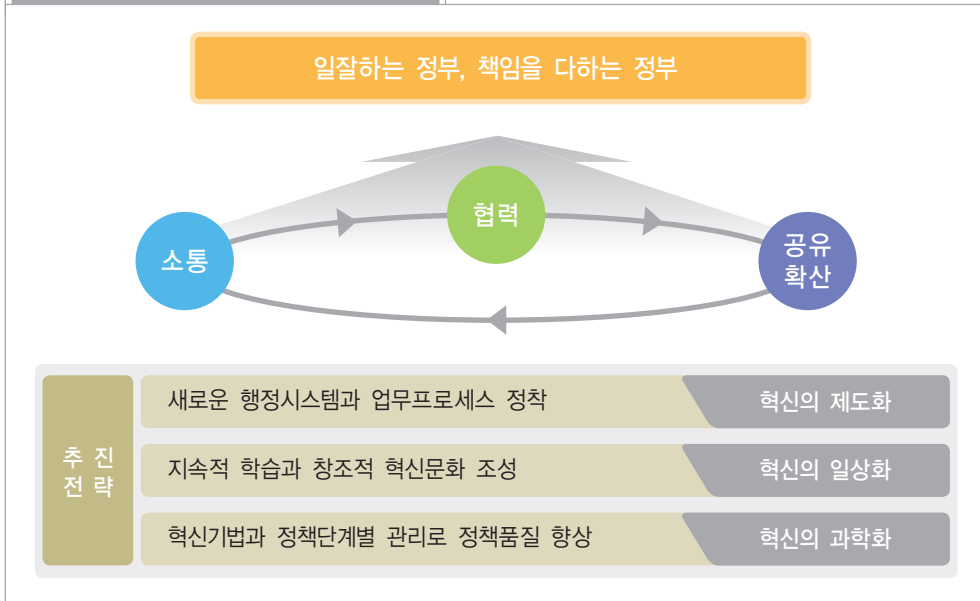 일잘하는 정부, 책임을 다하는 정부
협력
소통
공유
확산
추 진
전 략
새로운 행정시스템과 업무프로세스 정착
혁신의 제도화
지속적 학습과 창조적 혁신문화 조성
혁신의 일상화
혁신기법과 정책단계별 관리로 정책품질 향상
혁신의 과학화